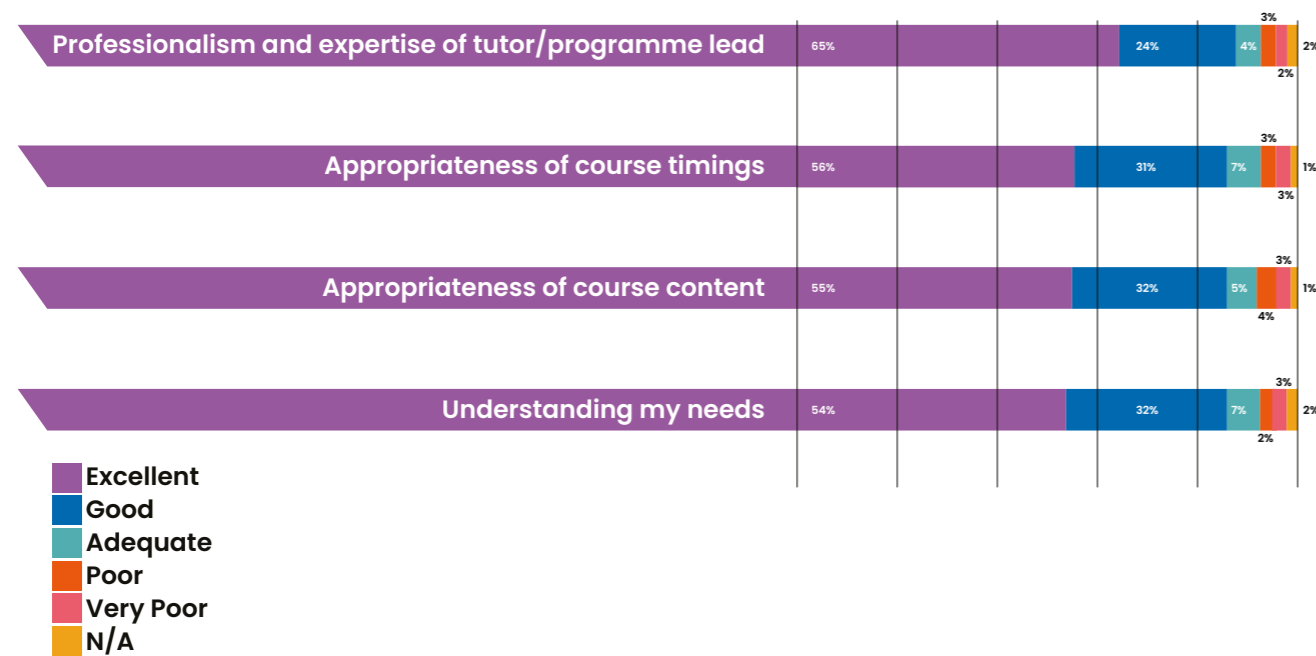 3%
Professionalism and expertise of tutor/programme lead 65% 24% 4% 2%
2%
3%
Appropriateness of course timings 56% 31% 7% 1%
3%
3%
Appropriateness of course content 55% 32% 5% 1%
4%
3%
Understanding my needs 54% 32% 7% 2%
2%
Excellent
Good
Adequate
Poor
Very Poor
N/A